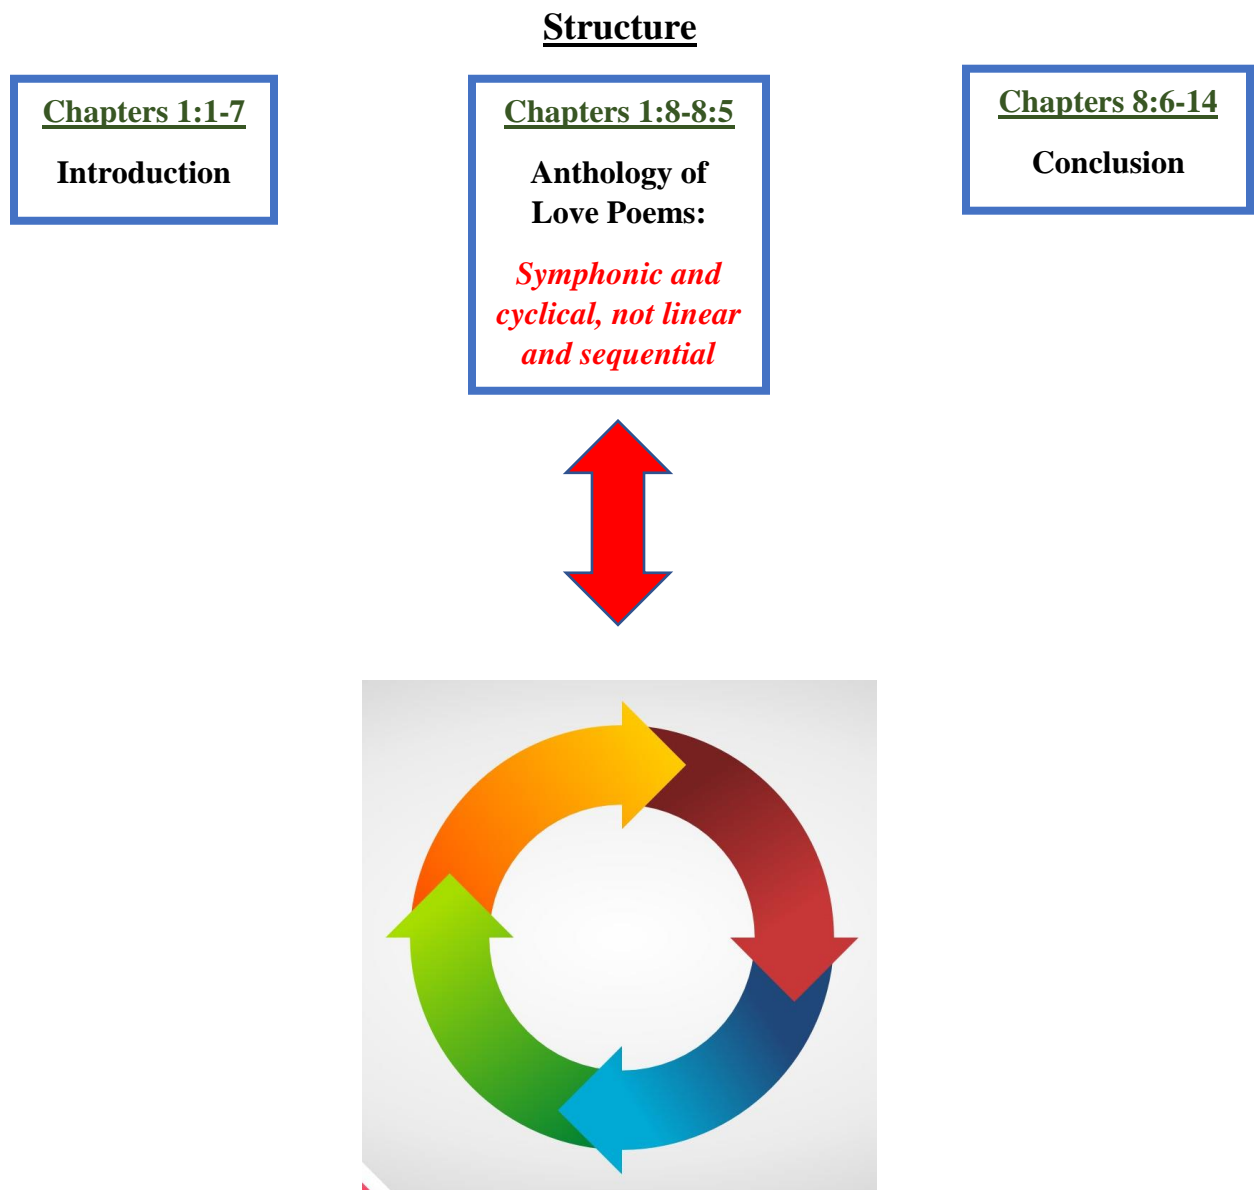 Structure
Chapters 1:1-7
Introduction
Chapters 1:8-8:5
Anthology of
Love Poems:
Symphonic and
cyclical, not linear
and sequential
Chapters 8:6-14
Conclusion